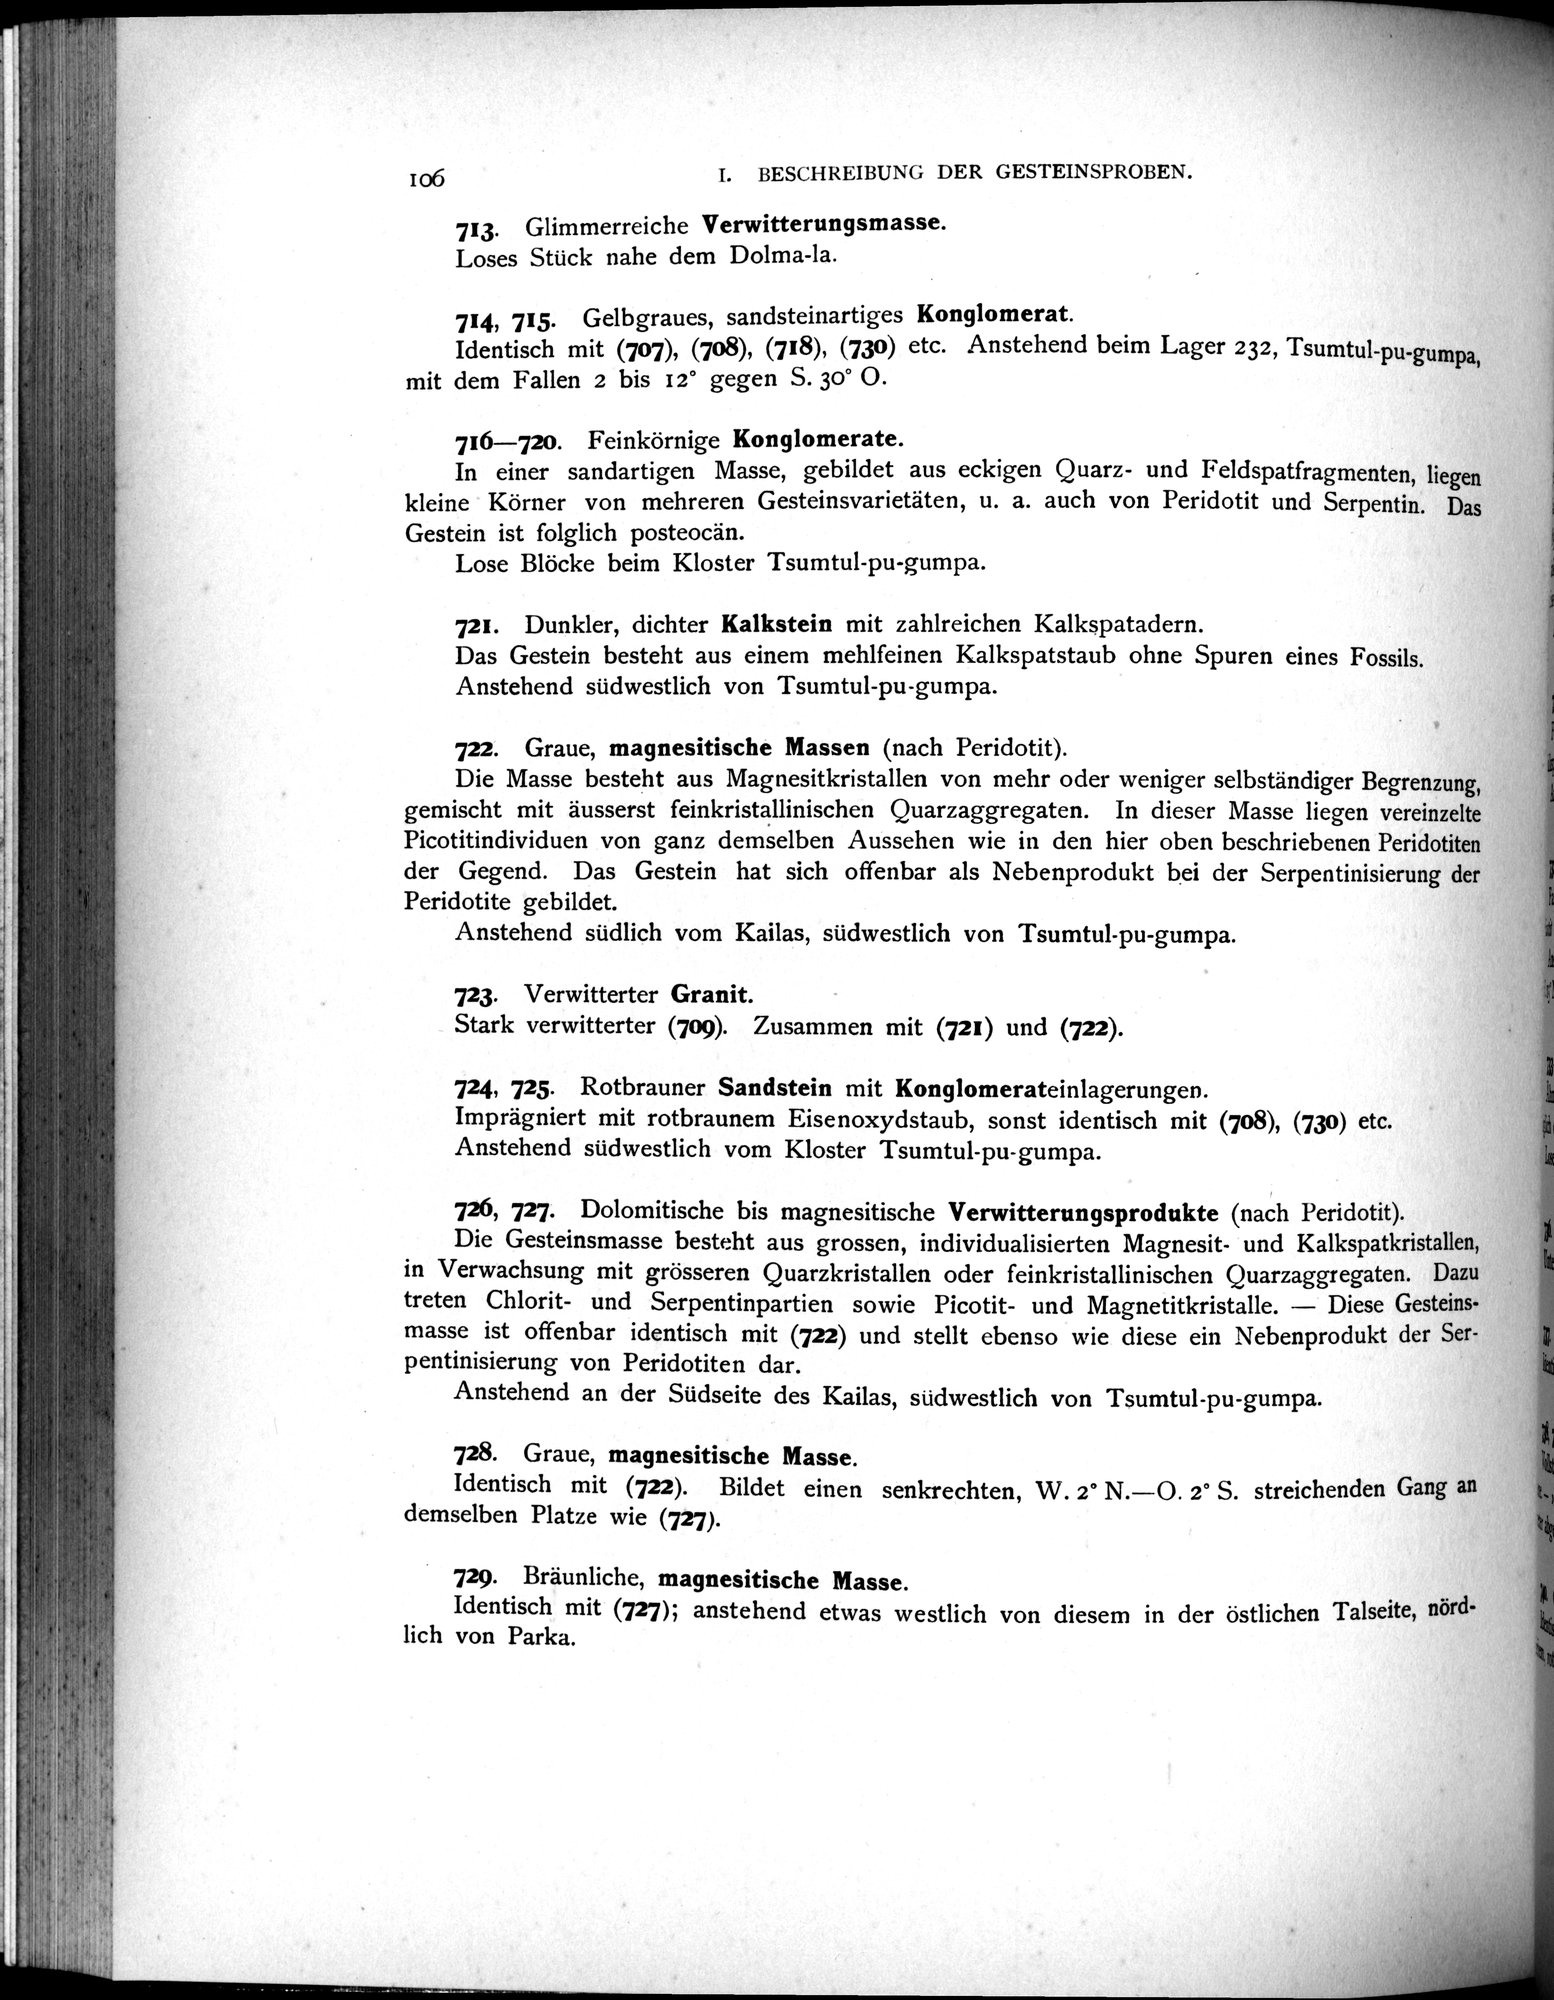 106 I. BESCHREIBUNG DER GESTEINSPROBEN.
713. Glimmerreiche Verwitterungsmasse.
Loses Stück nahe dem Dolma-la.
714, 715. Gelbgraues, sandsteinartiges Konglomerat.
Identisch mit (707), (708), (718), (730) etc. Anstehend beim Lager 232, Tsumtul-pu-gumpa,
mit dem Fallen 2 bis 12° gegen S. 30° O.
716—720. Feinkörnige Konglomerate.
In einer sandartigen Masse, gebildet aus eckigen Quarz- und Feldspatfragmenten, liegen
kleine Körner von mehreren Gesteinsvarietäten, u. a. auch von Peridotit und Serpentin. Das
Gestein ist folglich posteocän.
Lose Blöcke beim Kloster Tsumtul-pu-gumpa.
721. Dunkler, dichter Kalkstein mit zahlreichen Kalkspatadern.
Das Gestein besteht aus einem mehlfeinen Kalkspatstaub ohne Spuren eines Fossils.
Anstehend südwestlich von Tsumtul-pu-gumpa.
722. Graue, magnesitische Massen (nach Peridotit).
Die Masse besteht aus Magnesitkristallen von mehr oder weniger selbständiger Begrenzung,
gemischt mit äusserst feinkristallinischen Quarzaggregaten. In dieser Masse liegen vereinzelte
Picotitindividuen von ganz demselben Aussehen wie in den hier oben beschriebenen Peridotiten
der Gegend. Das Gestein hat sich offenbar als Nebenprodukt bei der Serpentinisierung der
Peridotite gebildet.
Anstehend südlich vom Kailas, südwestlich von Tsumtul-pu-gumpa.
723. Verwitterter Granit.
Stark verwitterter (709). Zusammen mit (721) und (722).
724, 725. Rotbrauner Sandstein mit Konglomerateinlagerungen.
Imprägniert mit rotbraunem Eisenoxydstaub, sonst identisch mit (708), (730) etc.
Anstehend südwestlich vom Kloster Tsumtul-pu-gumpa.
726, 727. Dolomitische bis magnesitische Verwitterungsprodukte (nach Peridotit).
Die Gesteinsmasse besteht aus grossen, individualisierten Magnesit- und Kalkspatkristallen,
in Verwachsung mit grösseren Quarzkristallen oder feinkristallinischen Quarzaggregaten. Dazu
treten Chlorit- und Serpentinpartien sowie Picotit- und Magnetitkristalle. — Diese Gesteins-
masse ist offenbar identisch mit (722) und stellt ebenso wie diese ein Nebenprodukt der Ser-
pentinisierung von Peridotiten dar.
Anstehend an der Südseite des Kailas, südwestlich von Tsumtul-pu-gumpa.
728. Graue, magnesitische Masse.
Identisch mit (722). Bildet einen senkrechten, W. 2° N.—O. 2° S. streichenden Gang an
demselben Platze wie (727).
729. Bräunliche, magnesitische Masse.
Identisch mit (727); anstehend etwas westlich von diesem in der östlichen Talseite, nörd-
lich von Parka.